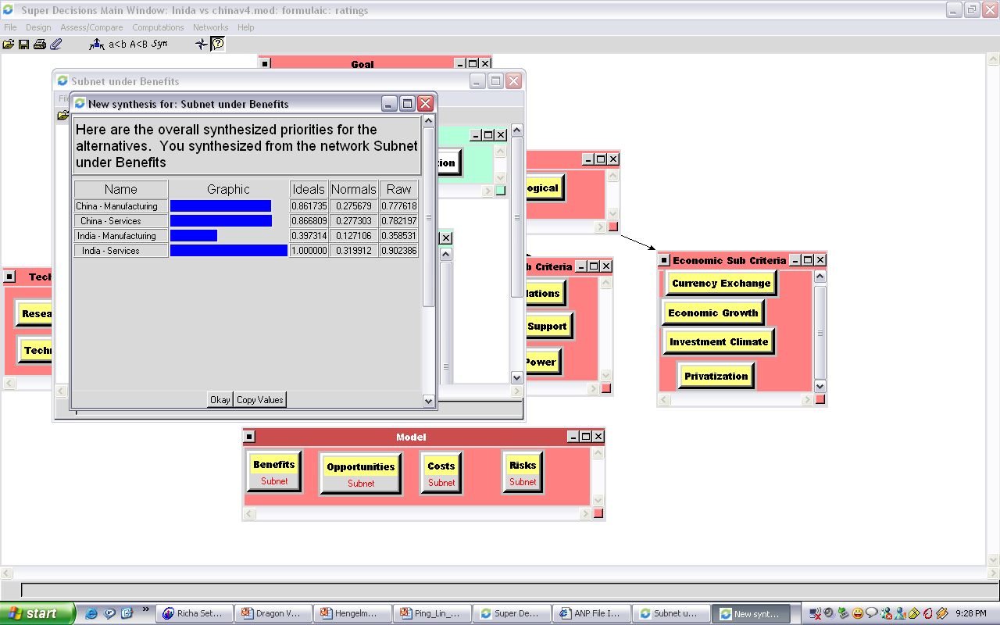 Super Decisions Main Window: Inida vs chinav4.mod: formulaic: ratings
File Design Assess/Compare Computations Networks Help
a<b A<B Syn
Goal
Subnet under Benefits
New synthesis for: Subnet under Benefits
Here are the overall synthesized priorities for the
alternatives. You synthesized from the network Subnet
under Benefits
Name Graphic Ideals Normals Raw
China - Manufacturing 0.861735 0.275679 0.777618
China - Services 0.866809 0.277303 0.782197
India - Manufacturing 0.397314 0.127106 0.358531
India - Services 1.000000 0.319912 0.902386
Okay Copy Values
tion
ogical
b Criteria
lations
Support
Power
Tech
Resea
Techn
Economic Sub Criteria
Currency Exchange
Economic Growth
Investment Climate
Privatization
Model
Benefits Opportunities Costs Risks
Subnet Subnet Subnet Subnet
start
Richa Set... Dragon V... Hengelm... Ping_Lin_... Super De... ANP File I... Subnet u... New synt...
9:28 PM